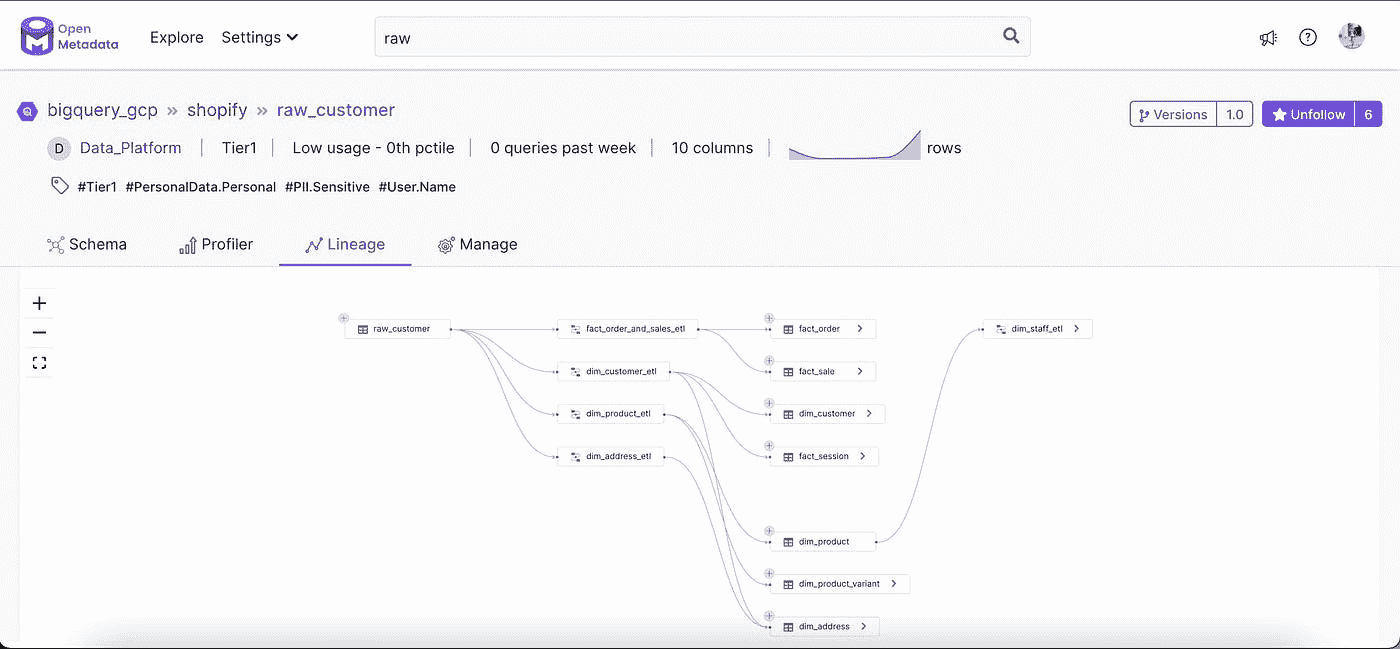 Open
Metadata
Explore Settings
raw
bigquery_gcp » shopify » raw_customer
Versions 1.0 Unfollow 6
D Data_Platform Tier1 Low usage - 0th pctile 0 queries past week 10 columns rows
#Tier1 #PersonalData.Personal #PII.Sensitive #User.Name
Schema Profiler Lineage Manage
raw_customer fact_order_and_sales_etl fact_order dim_staff_etl
dim_customer_etl fact_sale
dim_product_etl dim_customer
dim_address_etl fact_session
dim_product
dim_product_variant
dim_address